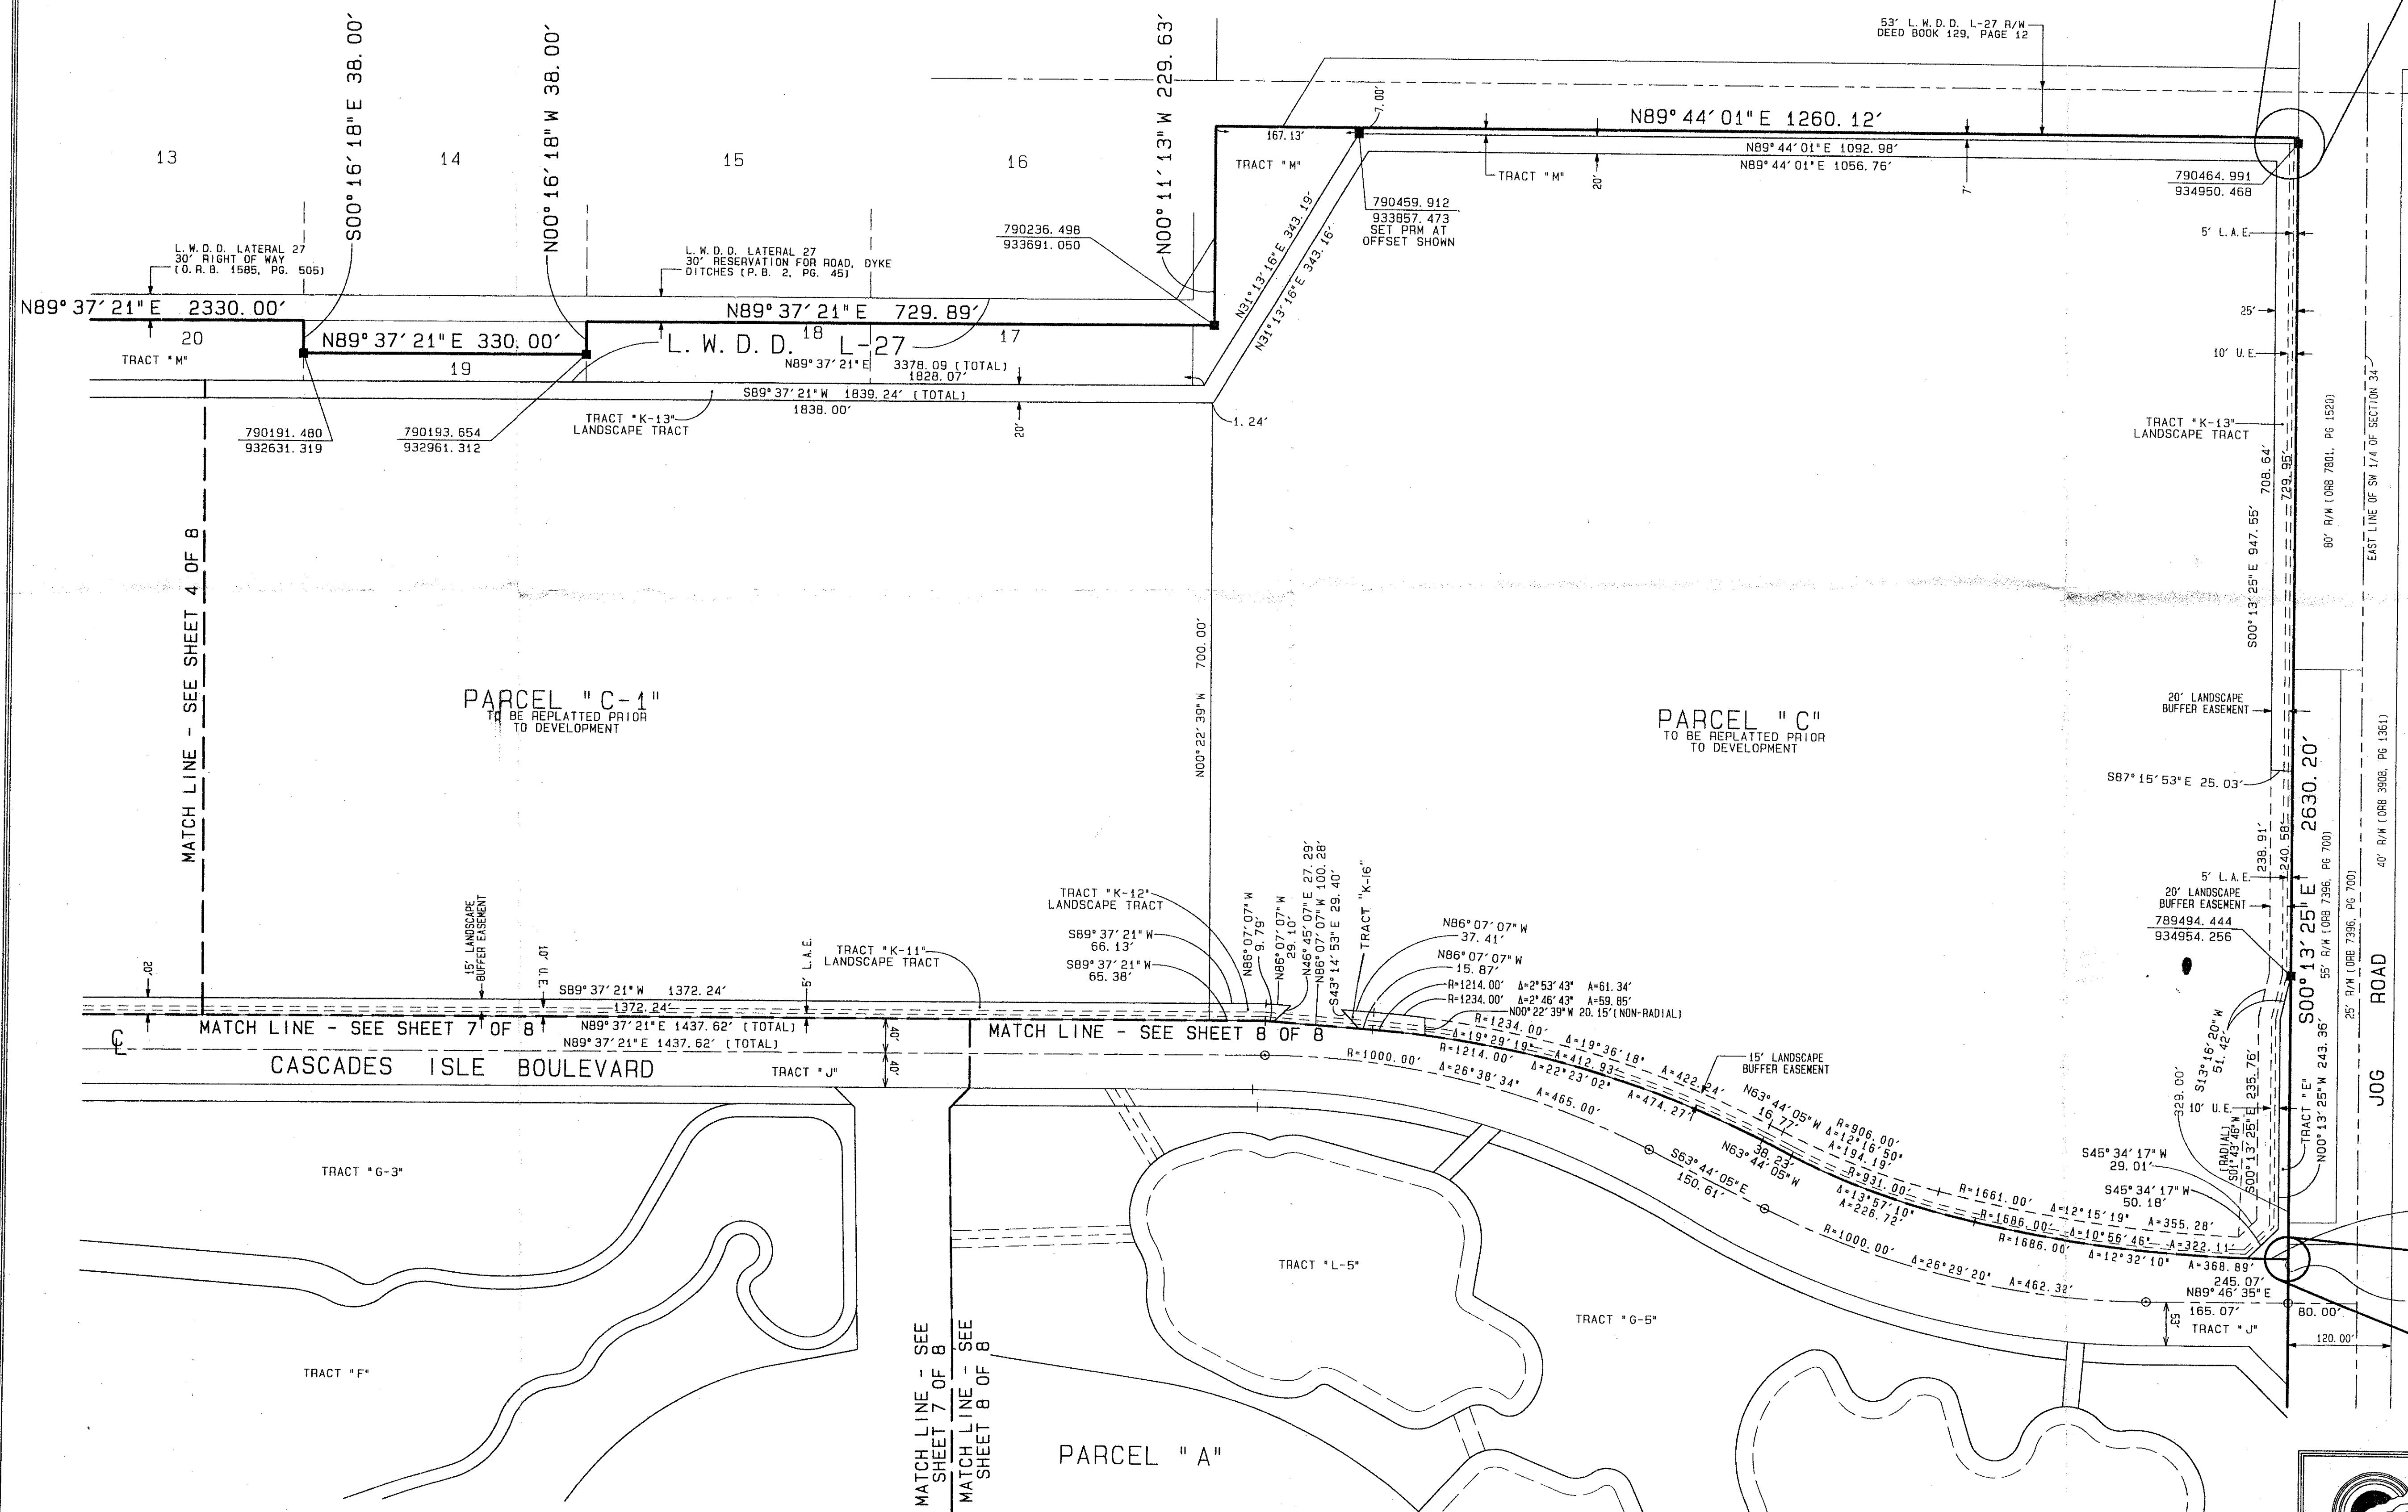 53' L.W.D.D. L-27 R/W
DEED BOOK 129, PAGE 12
S00°16'18"E 38.00'
N00°16'18"W 38.00'
N00°11'13"W 229.63'
7.00'
N89°44'01"E 1260.12'
167.13'
13
14
15
16
TRACT "M"
TRACT "M"
20'
7'
N89°44'01"E 1092.98'
N89°44'01"E 1056.76'
790464.991
934950.468
790459.912
933857.473
SET PRM AT
OFFSET SHOWN
790236.498
933691.050
N31°13'16"E 343.19'
N31°13'16"E 343.16'
5' L.A.E.
L.W.D.D. LATERAL 27
30' RIGHT OF WAY
(O.R.B. 1585, PG. 505)
L.W.D.D. LATERAL 27
30' RESERVATION FOR ROAD, DYKE
DITCHES (P.B. 2, PG. 45)
25'
N89°37'21"E 2330.00'
N89°37'21"E 729.89'
20
TRACT "M"
N89°37'21"E 330.00'
L.W.D.D. L-27
18
17
10' U.E.
19
N89°37'21"E 3378.09 (TOTAL)
1828.07'
S89°37'21"W 1839.24' (TOTAL)
1838.00'
20'
1.24'
TRACT "K-13"
LANDSCAPE TRACT
790191.480
932631.319
790193.654
932961.312
TRACT "K-13"
LANDSCAPE TRACT
708.64'
729.95'
S00°13'25"E 947.55'
80' R/W (ORB 7801, PG 1520)
EAST LINE OF SW 1/4 OF SECTION 34
MATCH LINE - SEE SHEET 4 OF 8
N00°22'39"W 700.00'
PARCEL "C-1"
TO BE REPLATTED PRIOR
TO DEVELOPMENT
PARCEL "C"
TO BE REPLATTED PRIOR
TO DEVELOPMENT
20' LANDSCAPE
BUFFER EASEMENT
S87°15'53"E 25.03'
S00°13'25"E 2630.20'
55' R/W (ORB 7396, PG 700)
25' R/W (ORB 7396, PG 700)
40' R/W (ORB 3908, PG 1361)
238.91'
240.58'
5' L.A.E.
20' LANDSCAPE
BUFFER EASEMENT
789494.444
934954.256
JOG ROAD
TRACT "K-12"
LANDSCAPE TRACT
S89°37'21"W
66.13'
S89°37'21"W
65.38'
N86°07'07"W
9.79'
N86°07'07"W
29.10'
N46°45'07"E 27.29'
N86°07'07"W 100.28'
S43°14'53"E 29.40'
TRACT "K-16"
N86°07'07"W
37.41'
N86°07'07"W
15.87'
R=1214.00' Δ=2°53'43" A=61.34'
R=1234.00' Δ=2°46'43" A=59.85'
N00°22'39"W 20.15'(NON-RADIAL)
20'
15' LANDSCAPE
BUFFER EASEMENT
10' U.E.
5' L.A.E.
TRACT "K-11"
LANDSCAPE TRACT
S89°37'21"W 1372.24'
1372.24'
MATCH LINE - SEE SHEET 7 OF 8
N89°37'21"E 1437.62' (TOTAL)
N89°37'21"E 1437.62' (TOTAL)
MATCH LINE - SEE SHEET 8 OF 8
40'
40'
CASCADES ISLE BOULEVARD
TRACT "J"
R=1234.00' Δ=19°36'18" A=422.24'
Δ=19°29'19" A=412.93'
R=1214.00' Δ=22°23'02" A=474.27'
R=1000.00' Δ=26°38'34" A=465.00'
15' LANDSCAPE
BUFFER EASEMENT
N63°44'05"W
16.77'
R=906.00'
Δ=12°16'50"
A=194.19'
38.23'
N63°44'05"W
R=931.00'
Δ=13°57'10"
A=226.72'
S63°44'05"E
150.61'
R=1661.00' Δ=12°15'19" A=355.28'
R=1686.00' Δ=10°56'46" A=322.11'
R=1686.00' Δ=12°32'10" A=368.89'
R=1000.00' Δ=26°29'20" A=462.32'
S13°16'20"W
51.42'
329.00'
10' U.E.
(RADIAL)
S01°43'46"W
S00°13'25"E 235.76'
TRACT "E"
N00°13'25"W 243.36'
S45°34'17"W
29.01'
S45°34'17"W
50.18'
245.07'
N89°46'35"E
165.07'
80.00'
53'
TRACT "J"
120.00'
TRACT "G-3"
TRACT "L-5"
TRACT "G-5"
TRACT "F"
MATCH LINE - SEE
SHEET 7 OF 8
MATCH LINE - SEE
SHEET 8 OF 8
PARCEL "A"